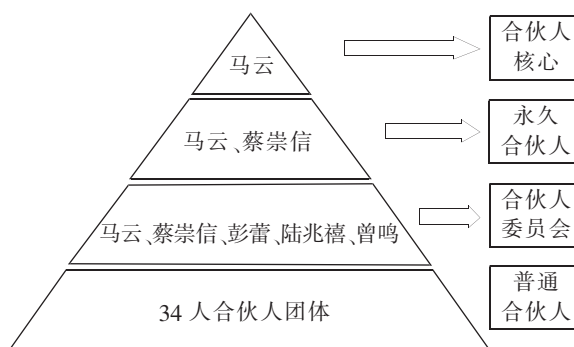 马云
合伙人
核心
马云、蔡崇信
永久
合伙人
马云、蔡崇信、彭蕾、陆兆禧、曾鸣
合伙人
委员会
34人合伙人团体
普通
合伙人